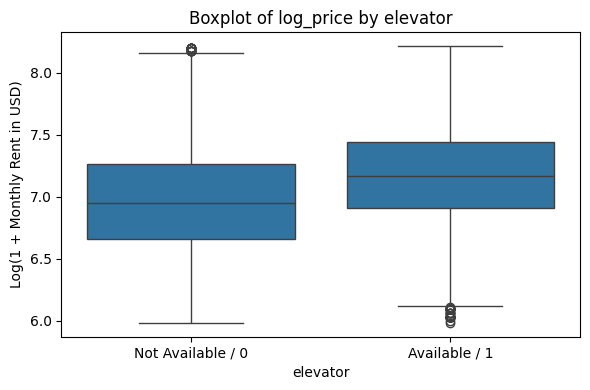 Boxplot of log_price by elevator
Log(1 + Monthly Rent in USD)
8.0
7.5
7.0
6.5
6.0
Not Available / 0
Available / 1
elevator